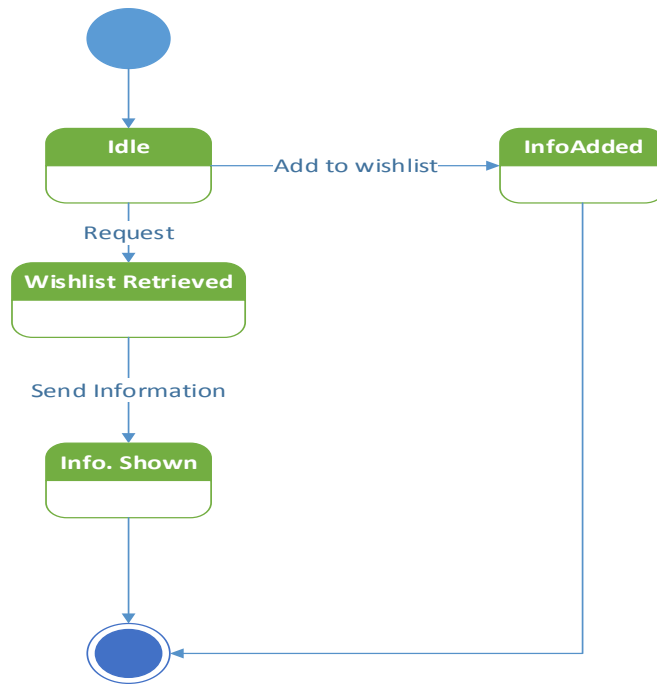 Idle
InfoAdded
Add to wishlist
Request
Wishlist Retrieved
Send Information
Info. Shown